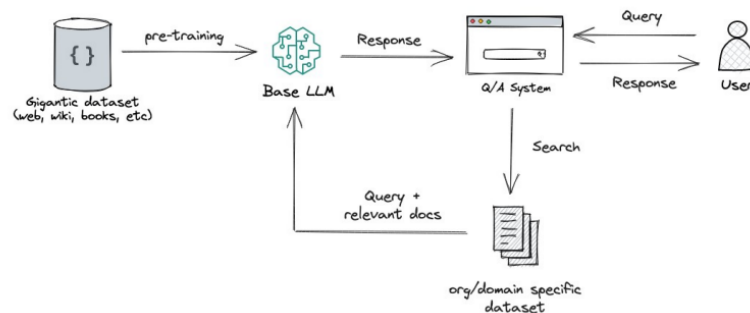 Query
pre-training
Response
{ }
Response
Gigantic dataset
(web, wiki, books, etc)
Base LLM
Q/A System
User
Search
Query +
relevant docs
org/domain specific
dataset